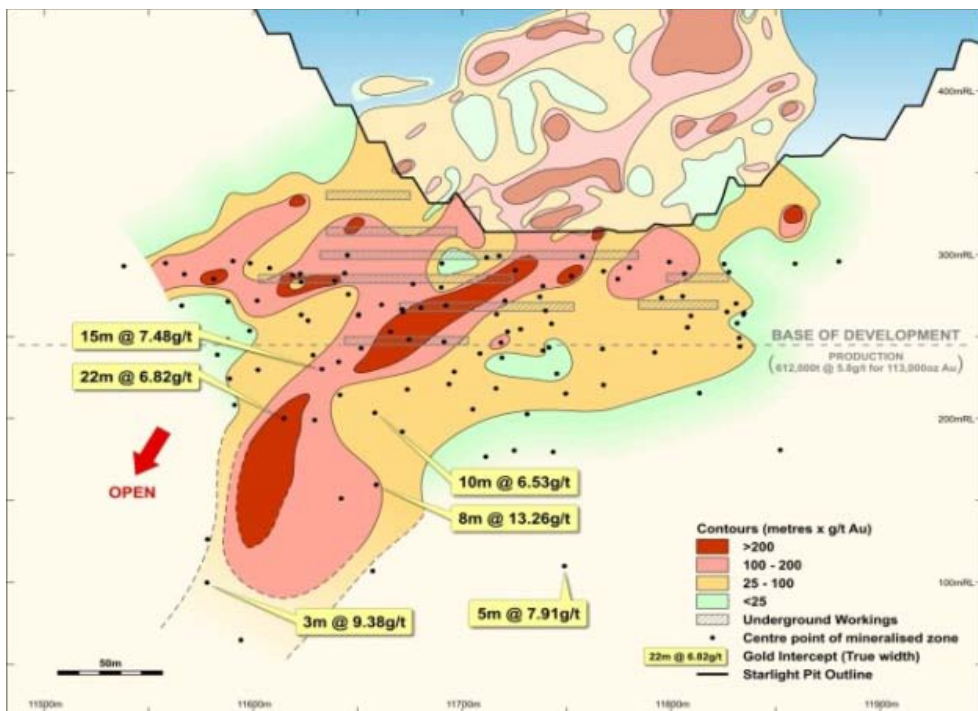 400mRL
300mRL
15m @ 7.48g/t
BASE OF DEVELOPMENT
PRODUCTION
(612,000t @ 5.8g/t for 113,000oz Au)
22m @ 6.82g/t
200mRL
OPEN
10m @ 6.53g/t
8m @ 13.26g/t
Contours (metres x g/t Au)
>200
100 - 200
25 - 100
<25
100mRL
3m @ 9.38g/t
5m @ 7.91g/t
Underground Workings
Centre point of mineralised zone
22m @ 6.82g/t
Gold Intercept (True width)
Starlight Pit Outline
50m
11500m
11600m
11700m
11800m
11900m